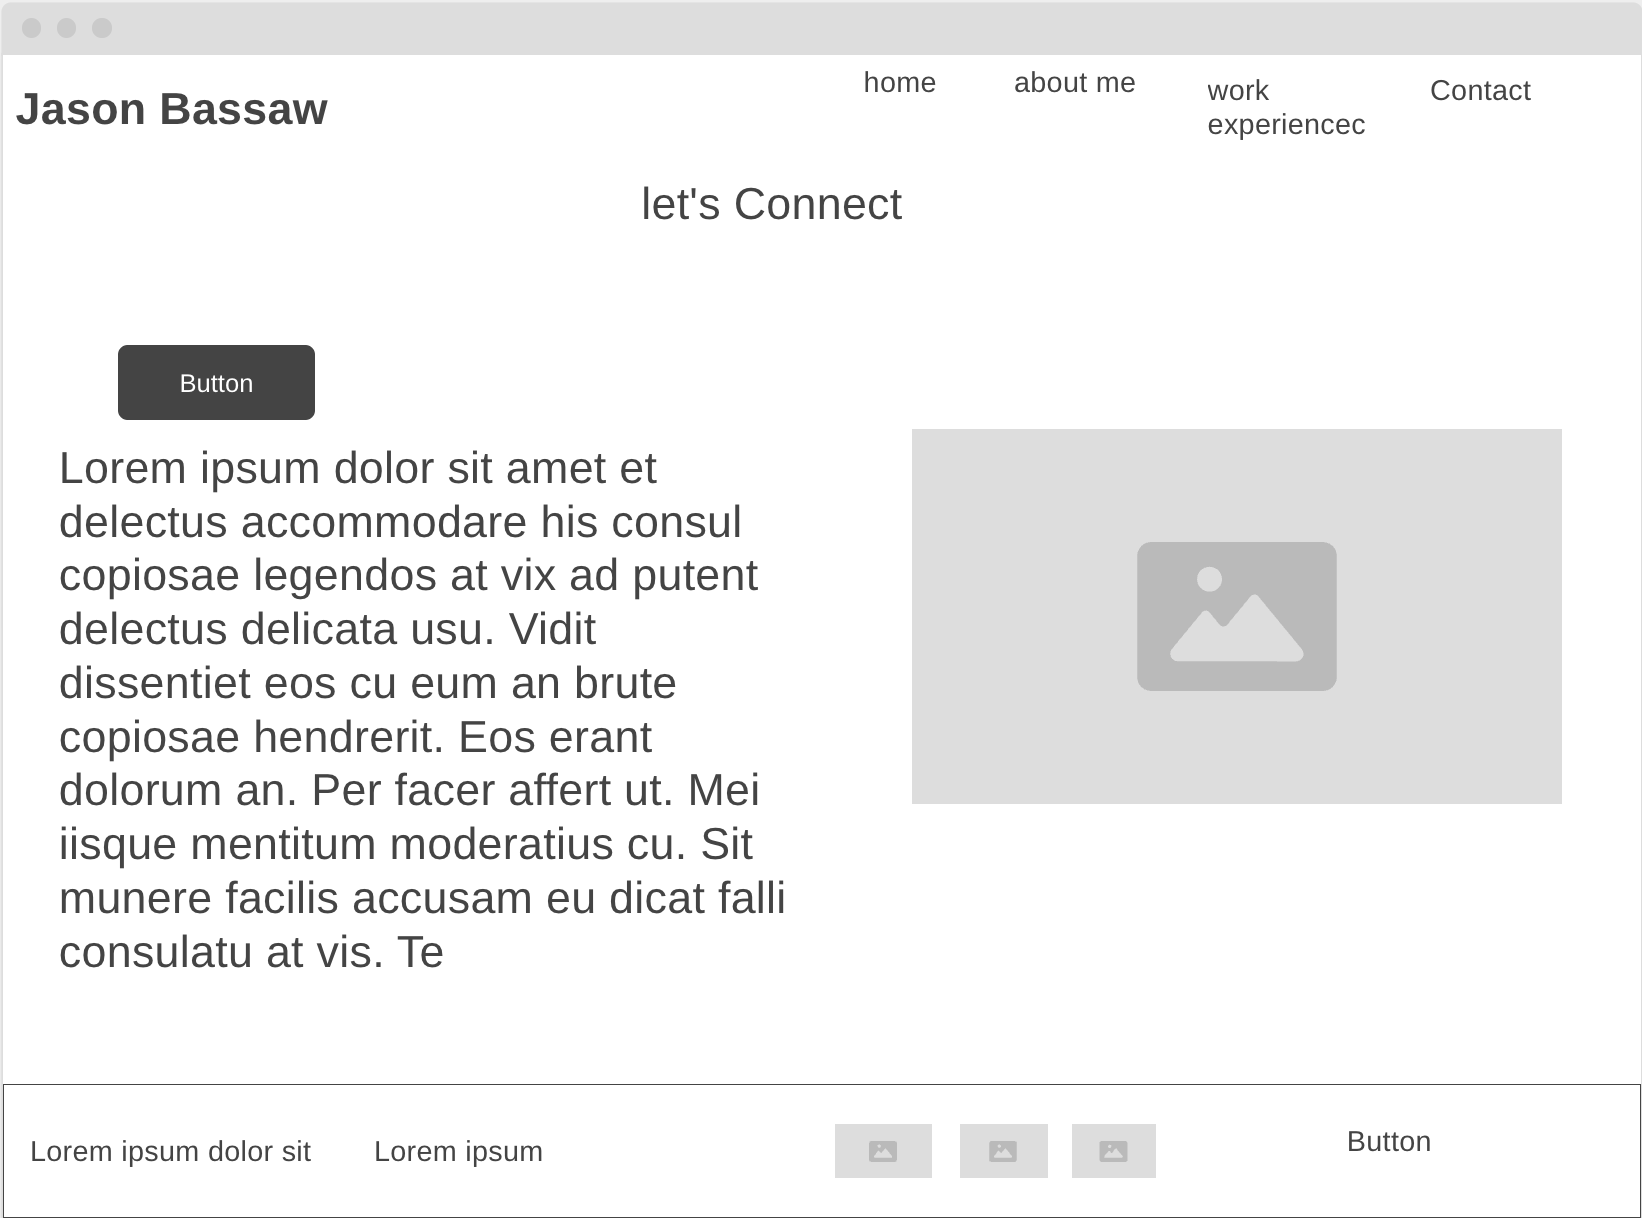 Jason Bassaw
home
about me
work
experiencec
Contact
let's Connect
Button
Lorem ipsum dolor sit amet et
delectus accommodare his consul
copiosae legendos at vix ad putent
delectus delicata usu. Vidit
dissentiet eos cu eum an brute
copiosae hendrerit. Eos erant
dolorum an. Per facer affert ut. Mei
iisque mentitum moderatius cu. Sit
munere facilis accusam eu dicat falli
consulatu at vis. Te
Lorem ipsum dolor sit
Lorem ipsum
Button